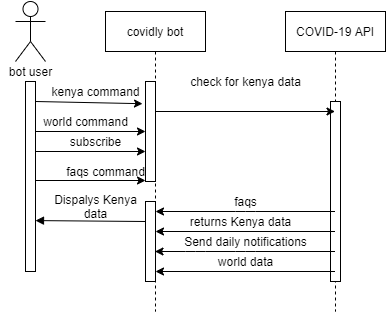 covidly bot
COVID-19 API
bot user
kenya command
check for kenya data
world command
subscribe
faqs command
Dispalys Kenya
data
faqs
returns Kenya data
Send daily notifications
world data